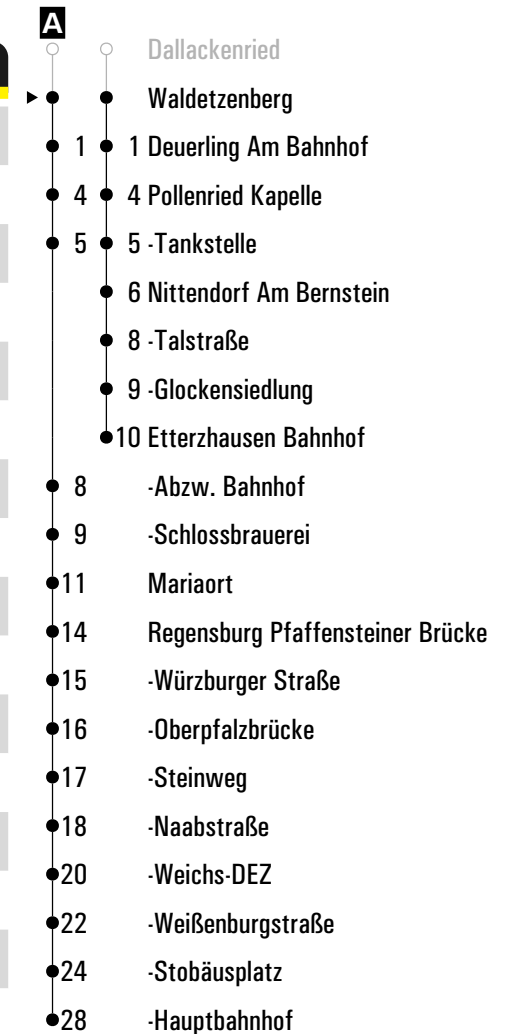 A
Dallackenried
Waldetzenberg
1 1 Deuerling Am Bahnhof
4 4 Pollenried Kapelle
5 5 -Tankstelle
6 Nittendorf Am Bernstein
8 -Talstraße
9 -Glockensiedlung
10 Etterzhausen Bahnhof
8 -Abzw. Bahnhof
9 -Schlossbrauerei
11 Mariaort
14 Regensburg Pfaffensteiner Brücke
15 -Würzburger Straße
16 -Oberpfalzbrücke
17 -Steinweg
18 -Naabstraße
20 -Weichs-DEZ
22 -Weißenburgstraße
24 -Stobäusplatz
28 -Hauptbahnhof